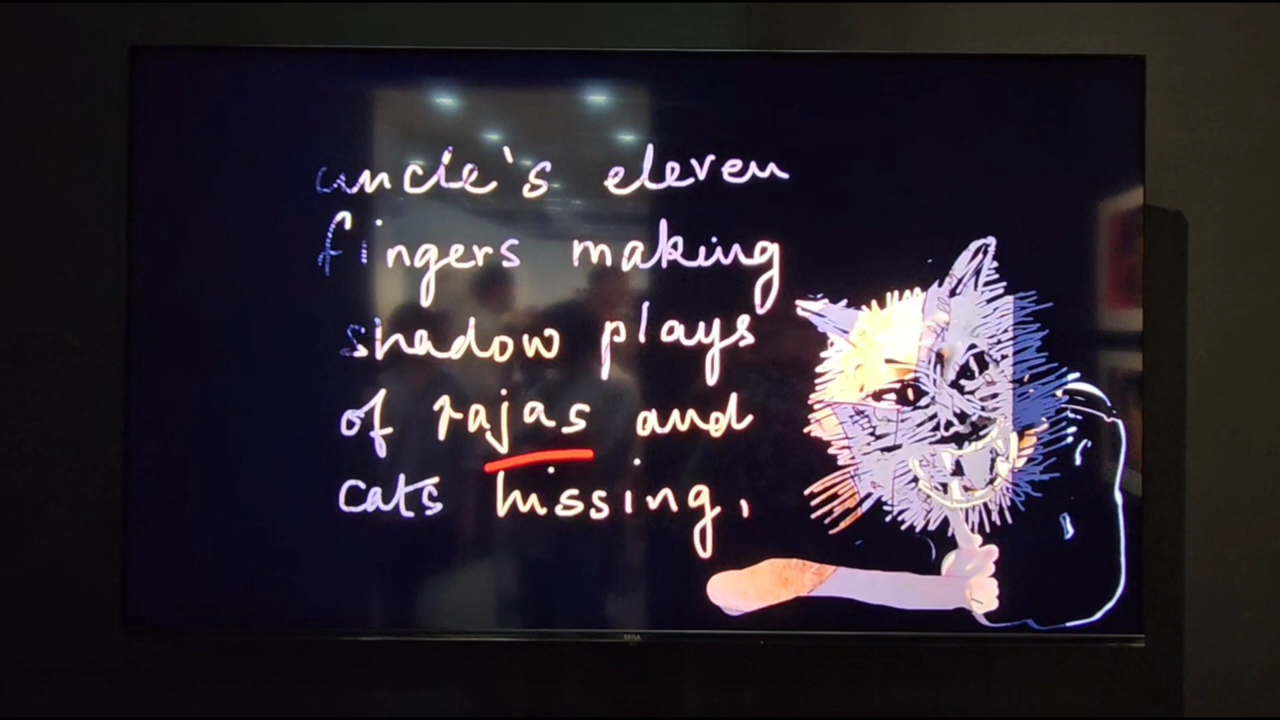 uncle's eleven
fingers making
shadow plays
of rajas and
cats hissing,